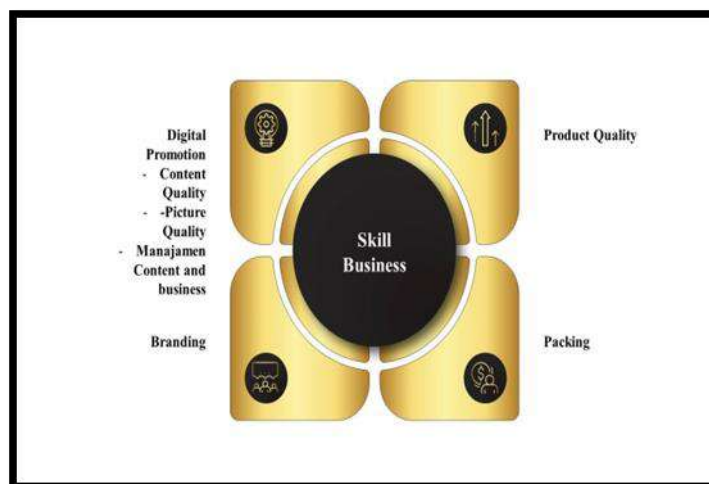 Digital
Promotion
- Content
Quality
- -Picture
Quality
- Manajamen
Content and
business
Product Quality
Skill
Business
Branding
Packing